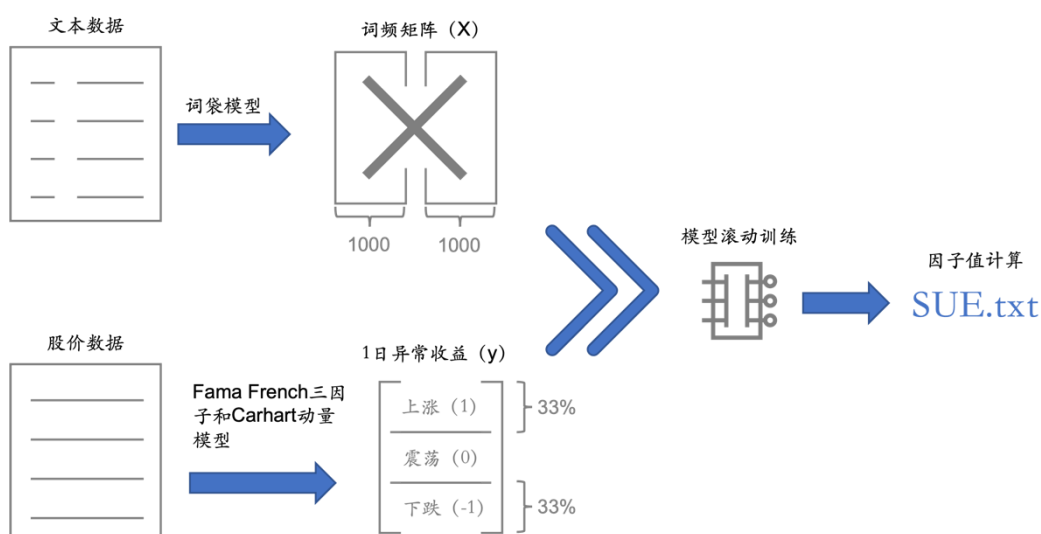 文本数据
词袋模型
词频矩阵（X）
1000
1000
股价数据
Fama French三因
子和Carhart动量
模型
1日异常收益（y）
上涨（1）
震荡（0）
下跌（-1）
33%
33%
模型滚动训练
因子值计算
SUE.txt